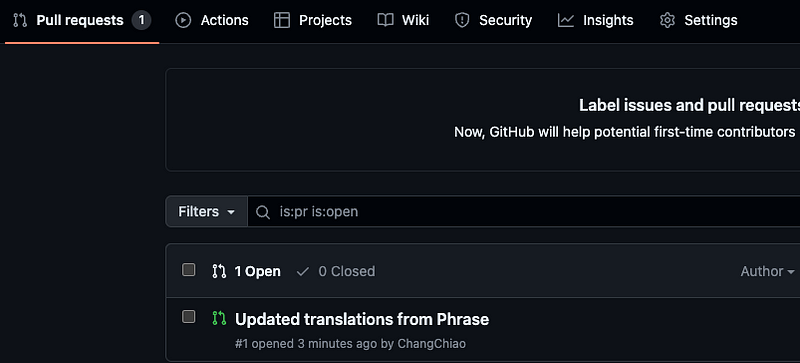 Pull requests 1 Actions Projects Wiki Security Insights Settings
Label issues and pull requests
Now, GitHub will help potential first-time contributors
Filters is:pr is:open
1 Open 0 Closed Author
Updated translations from Phrase
#1 opened 3 minutes ago by ChangChiao